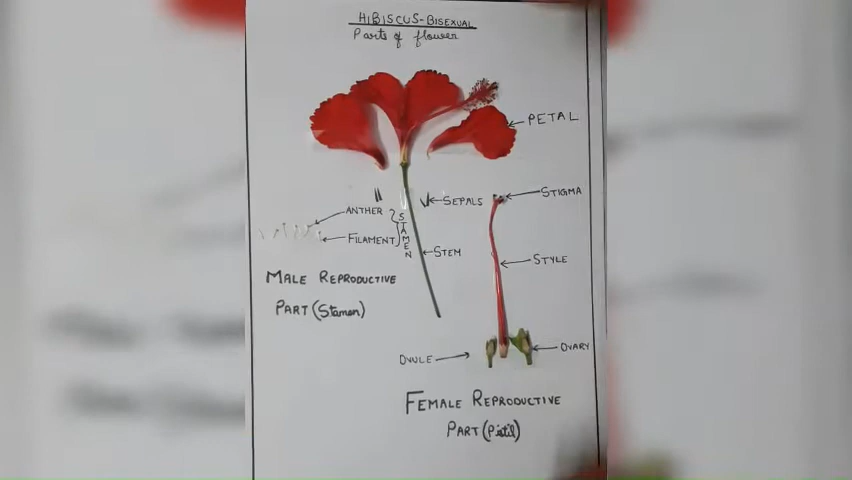 HIBISCUS-BISEXUAL
Parts of flower
PETAL
STIGMA
SEPALS
ANTHER
STAMEN
FILAMENT
STEM
STYLE
MALE REPRODUCTIVE
PART (Stamen)
OVULE
OVARY
FEMALE REPRODUCTIVE
PART (Pistil)